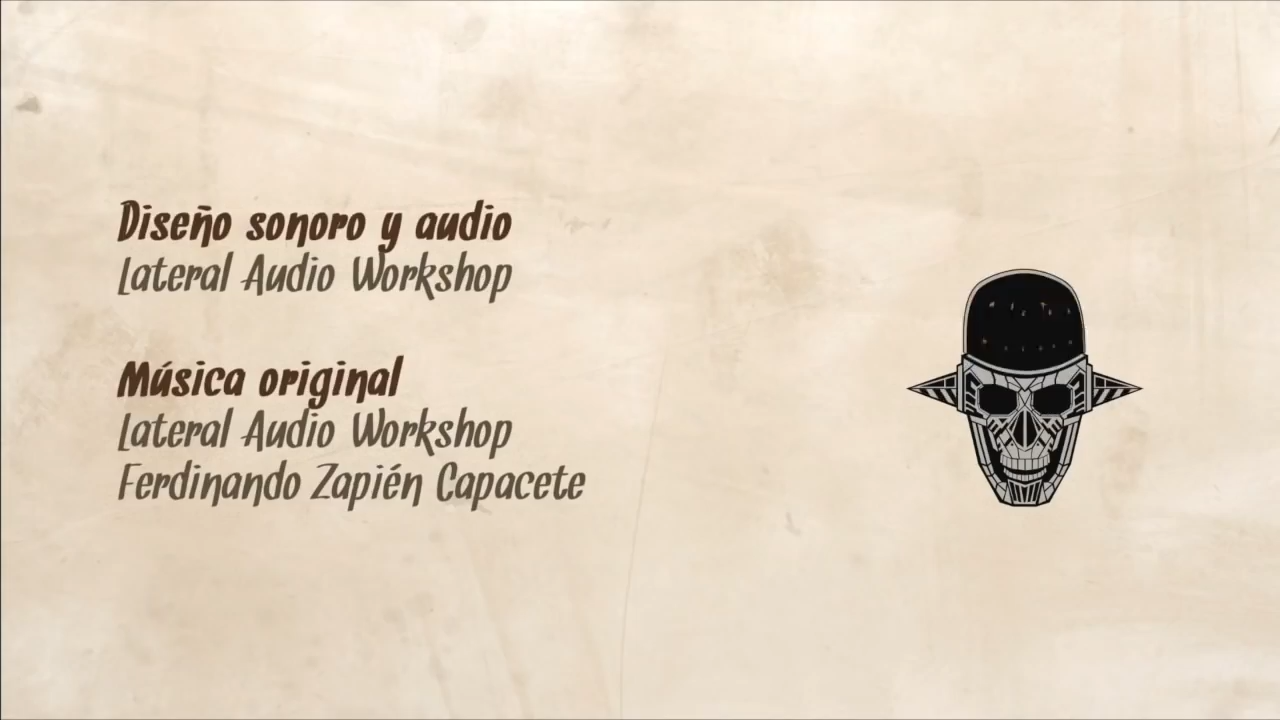 Diseño sonoro y audio
Lateral Audio Workshop
Música original
Lateral Audio Workshop
Ferdinando Zapién Capacete